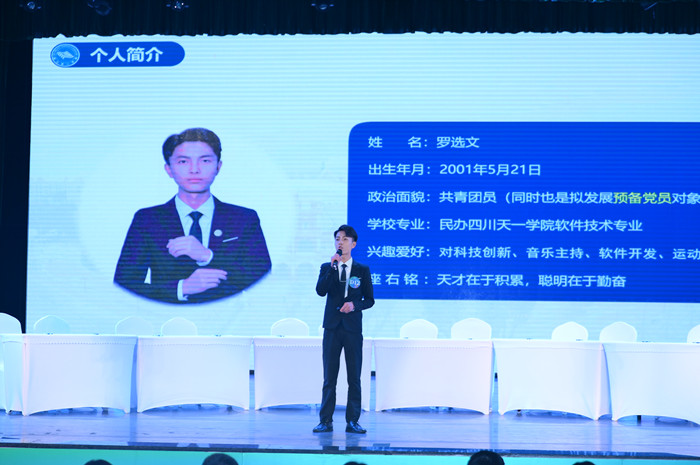 个人简介
姓 名：罗选文
出生年月：2001年5月21日
政治面貌：共青团员（同时也是拟发展预备党员对象
学校专业：民办四川天一学院软件技术专业
兴趣爱好：对科技创新、音乐主持、软件开发、运动
座右铭：天才在于积累，聪明在于勤奋